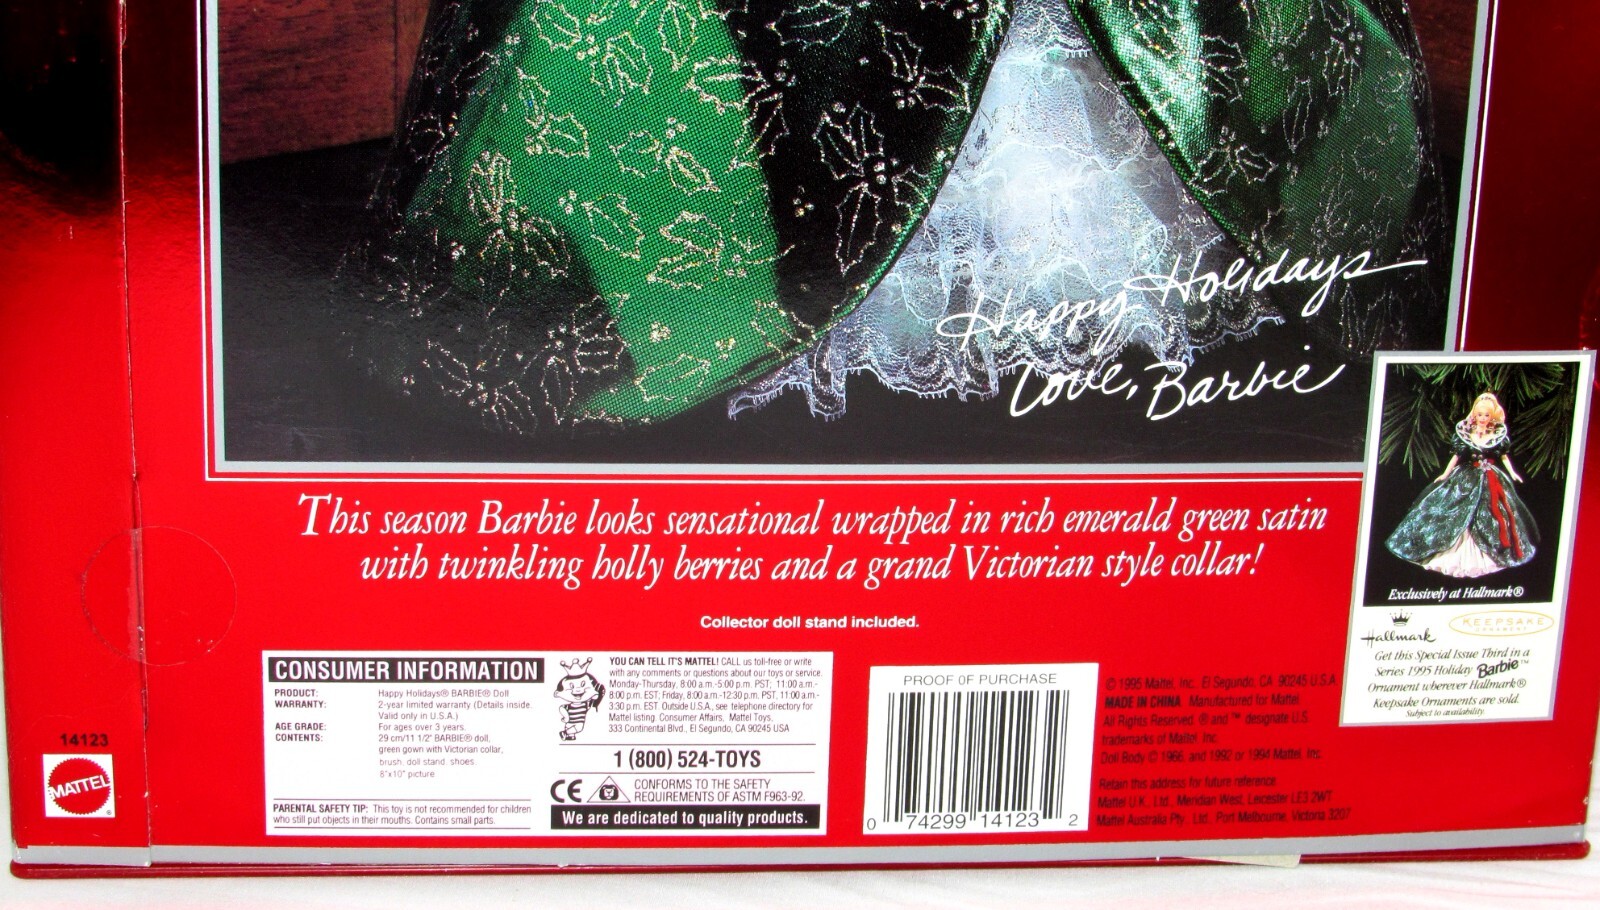 Happy Holidays
Love, Barbie
This season Barbie looks sensational wrapped in rich emerald green satin
with twinkling holly berries and a grand Victorian style collar!
Collector doll stand included.
Exclusively at Hallmark®
Hallmark
KEEPSAKE
ORNAMENT
Get this Special Issue Third in a
Series 1995 Holiday Barbie™
Ornament wherever Hallmark®
Keepsake Ornaments are sold.
Subject to availability.
14123
MATTEL
®
CONSUMER INFORMATION
PRODUCT: Happy Holidays® BARBIE® Doll
WARRANTY: 2-year limited warranty (Details inside.
Valid only in U.S.A.)
AGE GRADE: For ages over 3 years.
CONTENTS: 29 cm/11 1/2" BARBIE® doll,
green gown with Victorian collar,
brush, doll stand, shoes,
8"x10" picture
PARENTAL SAFETY TIP: This toy is not recommended for children
who still put objects in their mouths. Contains small parts.
YOU CAN TELL IT'S MATTEL! CALL us toll-free or write
with any comments or questions about our toys or service.
Monday-Thursday, 8:00 a.m.-5:00 p.m. PST; 11:00 a.m.-
8:00 p.m. EST; Friday, 8:00 a.m.-12:30 p.m. PST, 11:00 a.m.-
3:30 p.m. EST. Outside U.S.A., see telephone directory for
Mattel listing. Consumer Affairs, Mattel Toys.
333 Continental Blvd., El Segundo, CA 90245 USA
1 (800) 524-TOYS
CE CONFORMS TO THE SAFETY
REQUIREMENTS OF ASTM F963-92.
We are dedicated to quality products.
PROOF OF PURCHASE
0 74299 14123 2
© 1995 Mattel, Inc. El Segundo, CA 90245 U.S.A.
MADE IN CHINA. Manufactured for Mattel.
All Rights Reserved. ® and ™ designate U.S.
trademarks of Mattel, Inc.
Doll Body © 1966, and 1992 or 1994 Mattel, Inc.
Retain this address for future reference.
Mattel U.K., Ltd., Meridian West, Leicester LE3 2WT
Mattel Australia Pty., Ltd., Port Melbourne, Victoria 3207